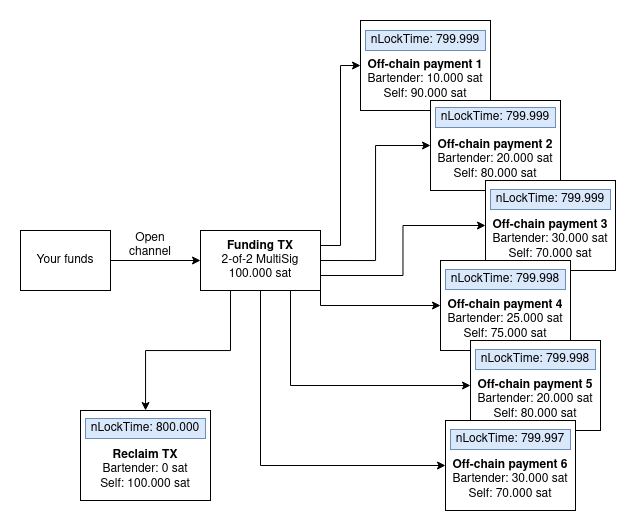 nLockTime: 799.999
Off-chain payment 1
Bartender: 10.000 sat
Self: 90.000 sat
nLockTime: 799.999
Off-chain payment 2
Bartender: 20.000 sat
Self: 80.000 sat
nLockTime: 799.999
Off-chain payment 3
Bartender: 30.000 sat
Self: 70.000 sat
Your funds
Open
channel
Funding TX
2-of-2 MultiSig
100.000 sat
nLockTime: 799.998
Off-chain payment 4
Bartender: 25.000 sat
Self: 75.000 sat
nLockTime: 799.998
Off-chain payment 5
Bartender: 20.000 sat
Self: 80.000 sat
nLockTime: 800.000
Reclaim TX
Bartender: 0 sat
Self: 100.000 sat
nLockTime: 799.997
Off-chain payment 6
Bartender: 30.000 sat
Self: 70.000 sat